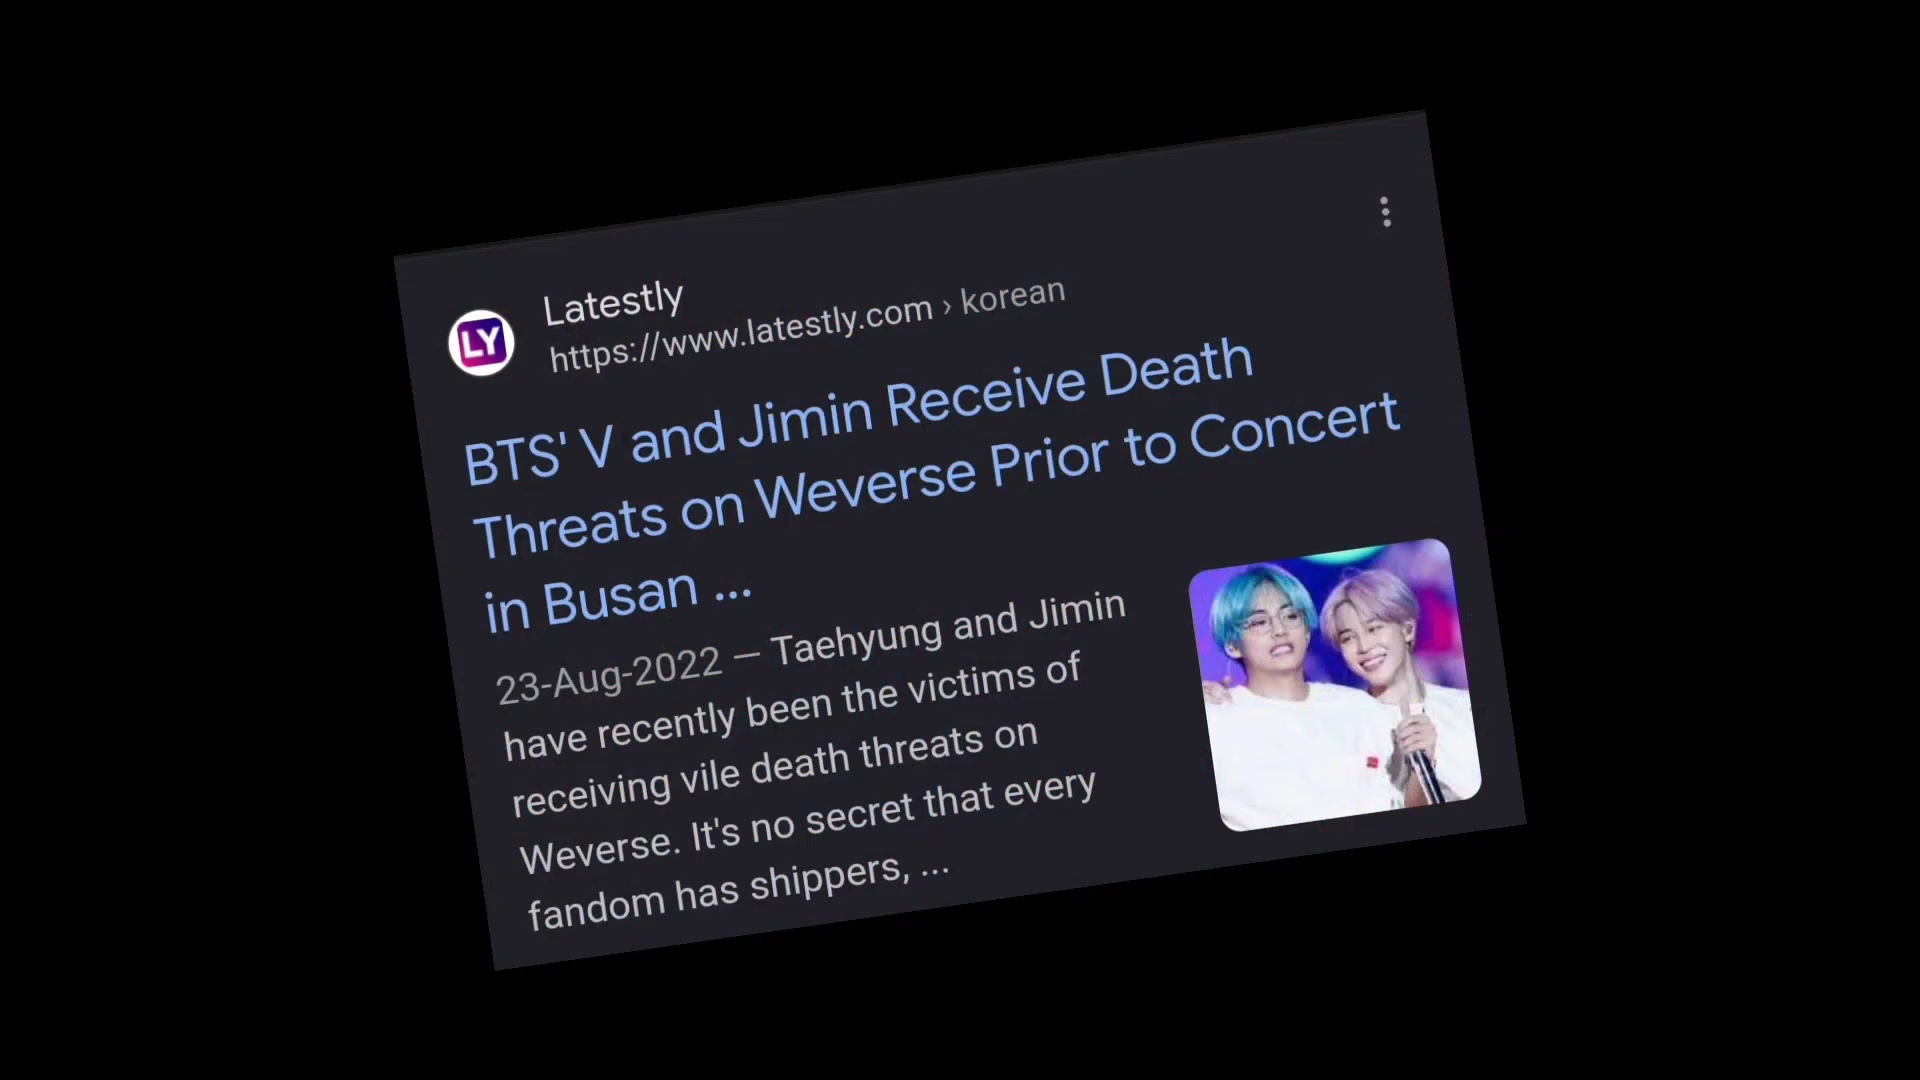 LY
Latestly
https://www.latestly.com › korean
BTS' V and Jimin Receive Death
Threats on Weverse Prior to Concert
in Busan ...
23-Aug-2022 — Taehyung and Jimin
have recently been the victims of
receiving vile death threats on
Weverse. It's no secret that every
fandom has shippers, ...